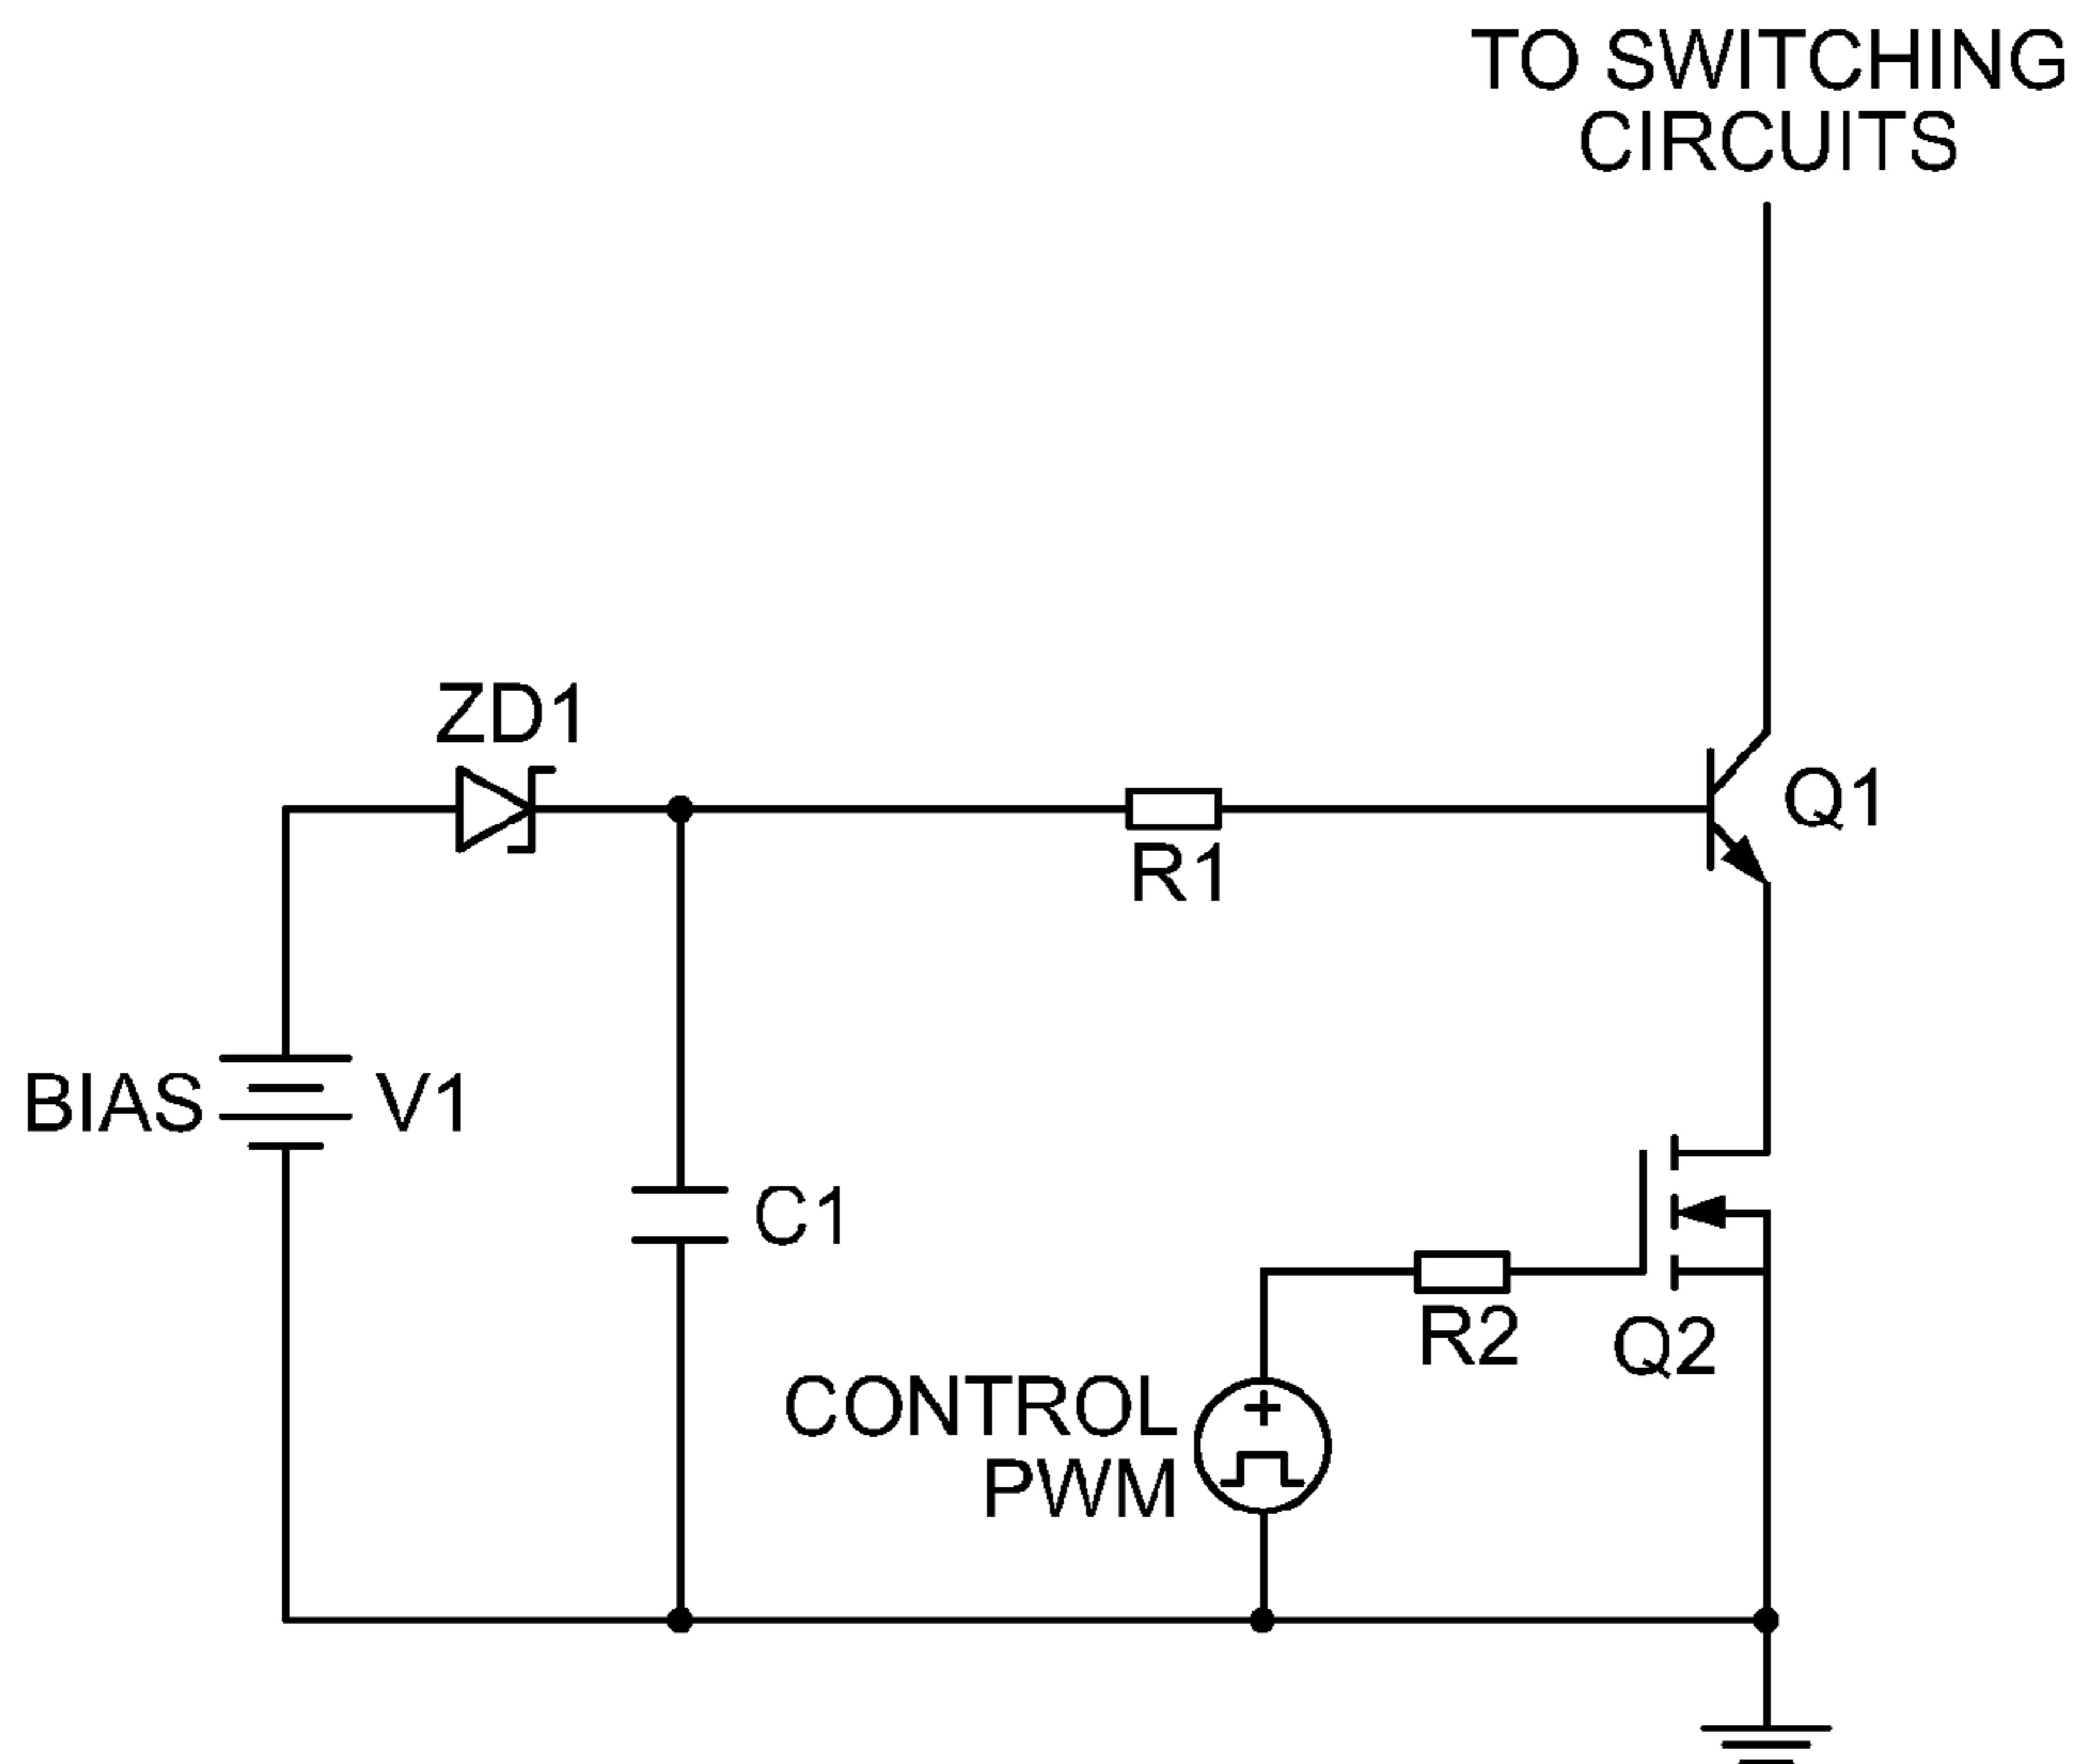 TO SWITCHING
CIRCUITS
ZD1
Q1
R1
BIAS
V1
C1
R2
Q2
CONTROL
PWM